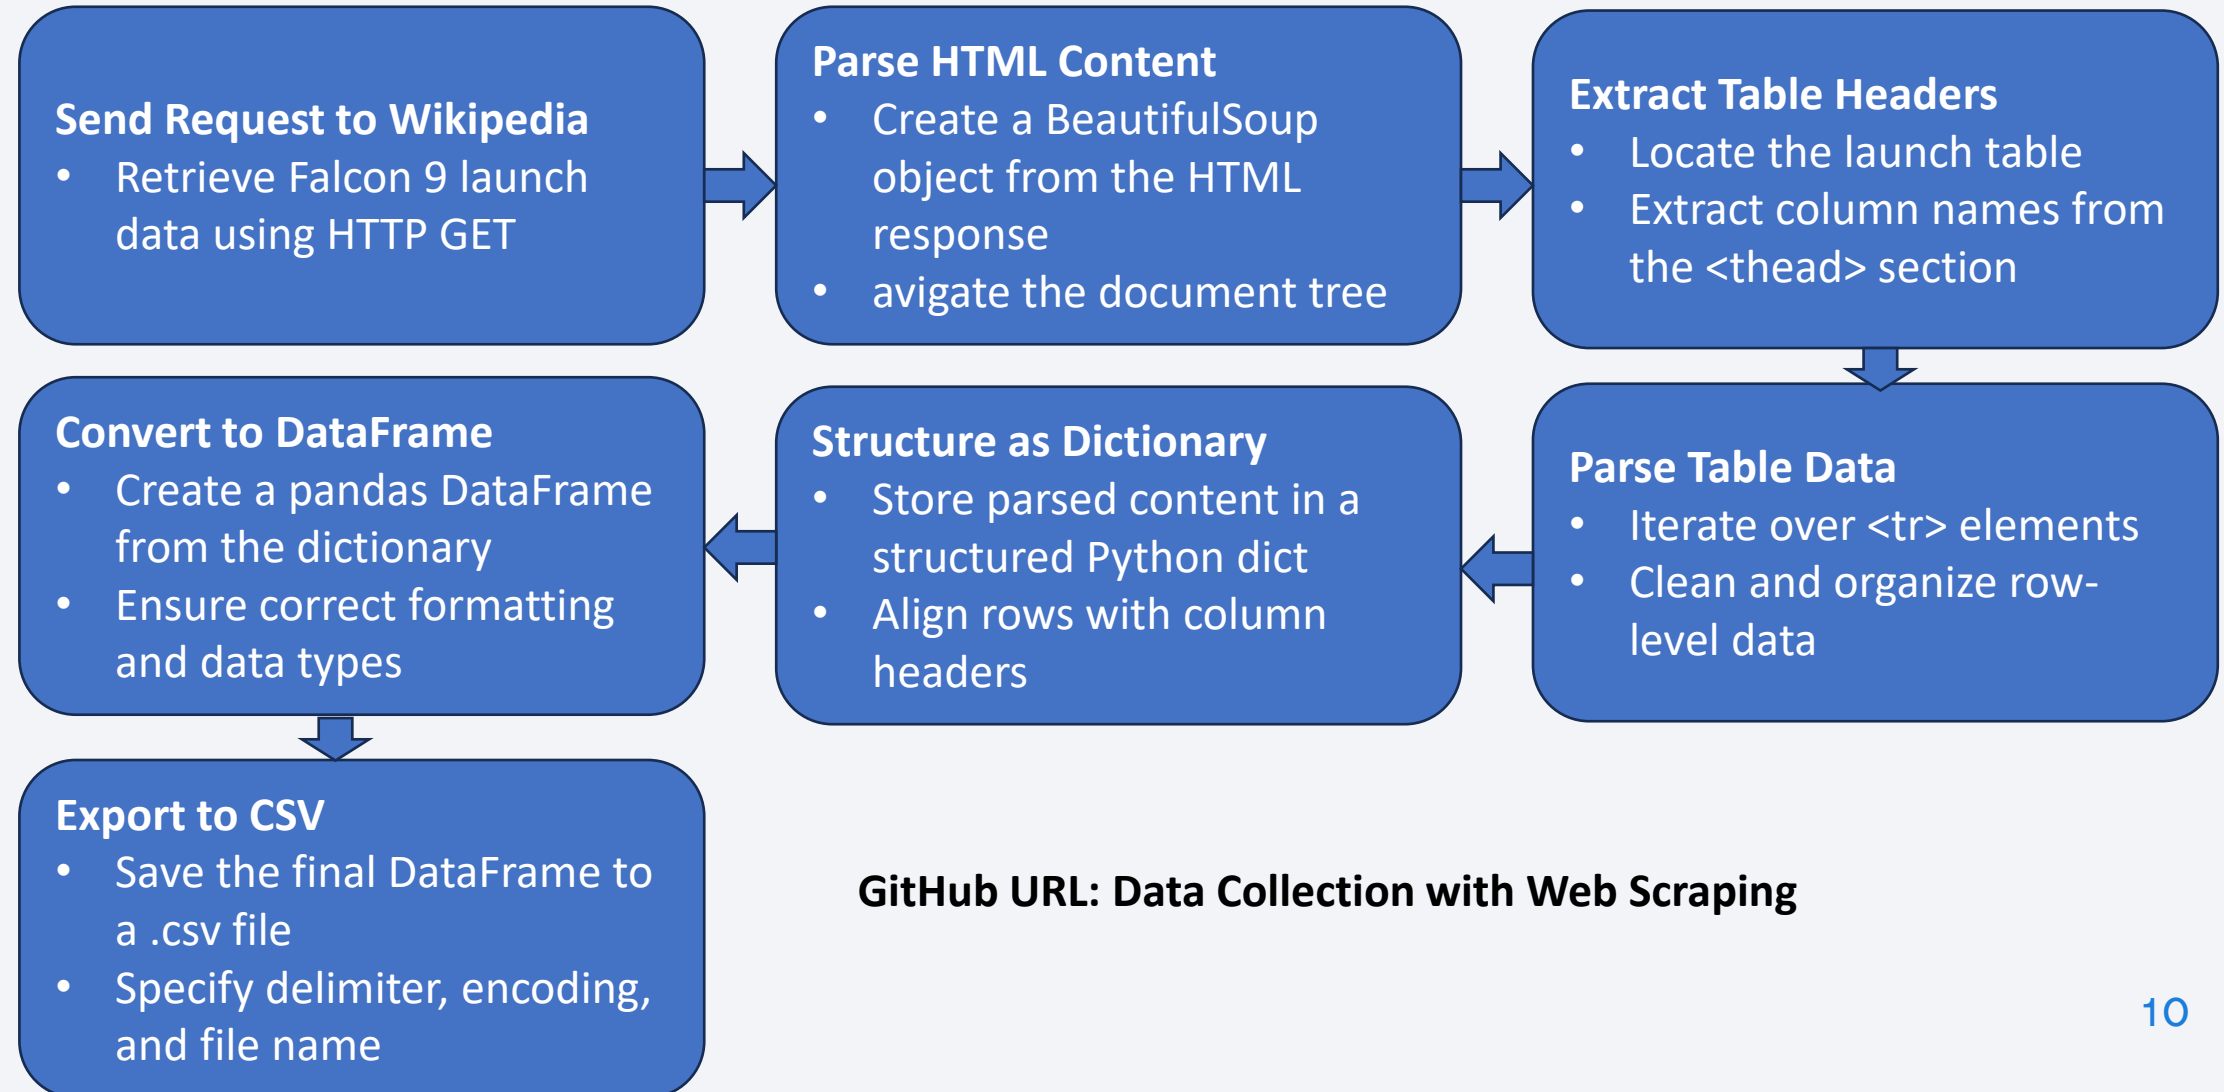 Send Request to Wikipedia
• Retrieve Falcon 9 launch
data using HTTP GET
Parse HTML Content
• Create a BeautifulSoup
object from the HTML
response
• avigate the document tree
Extract Table Headers
• Locate the launch table
• Extract column names from
the <thead> section
Parse Table Data
• Iterate over <tr> elements
• Clean and organize row-
level data
Structure as Dictionary
• Store parsed content in a
structured Python dict
• Align rows with column
headers
Convert to DataFrame
• Create a pandas DataFrame
from the dictionary
• Ensure correct formatting
and data types
Export to CSV
• Save the final DataFrame to
a .csv file
• Specify delimiter, encoding,
and file name
GitHub URL: Data Collection with Web Scraping
10